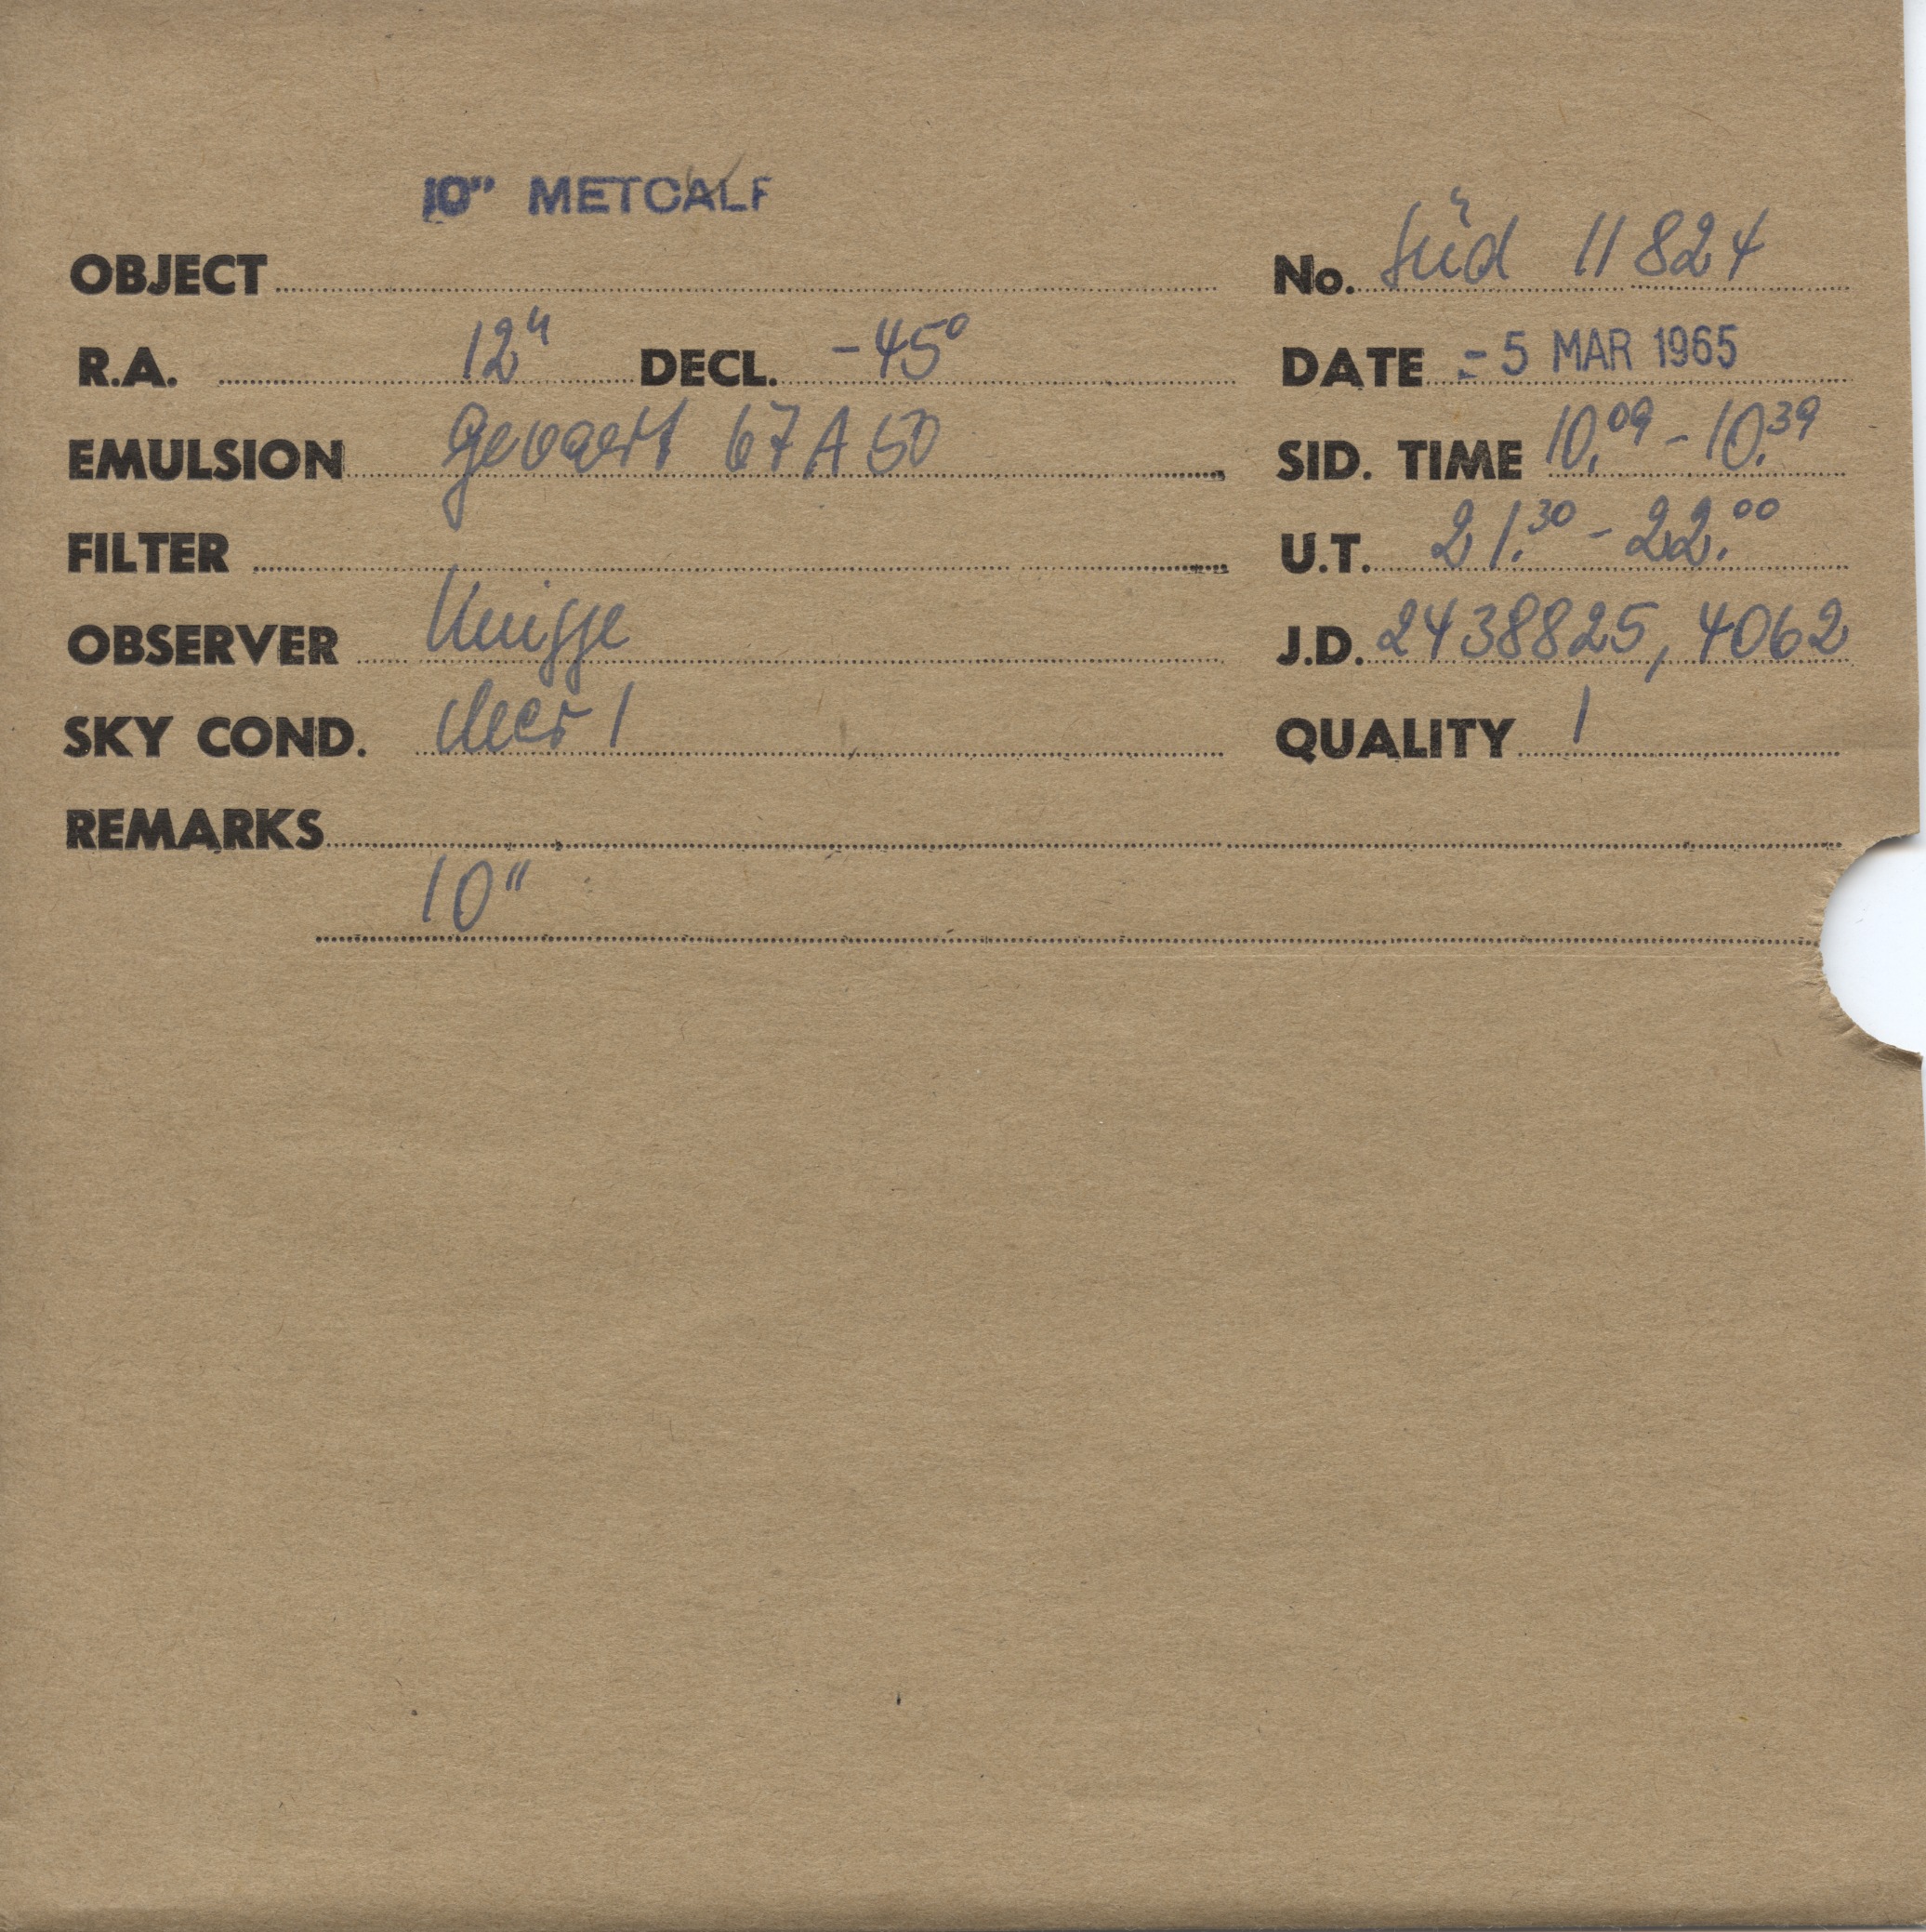 10" METCALF
OBJECT No. Süd 11824
R.A. 12h DECL. -45°
DATE -5 MAR 1965
EMULSION Gevaert 67A50
SID. TIME 10.09 - 10.39
FILTER
U.T. 21.30 - 22.00
OBSERVER Knigge
J.D. 2438825,4062
SKY COND. clear 1
QUALITY 1
REMARKS
10"